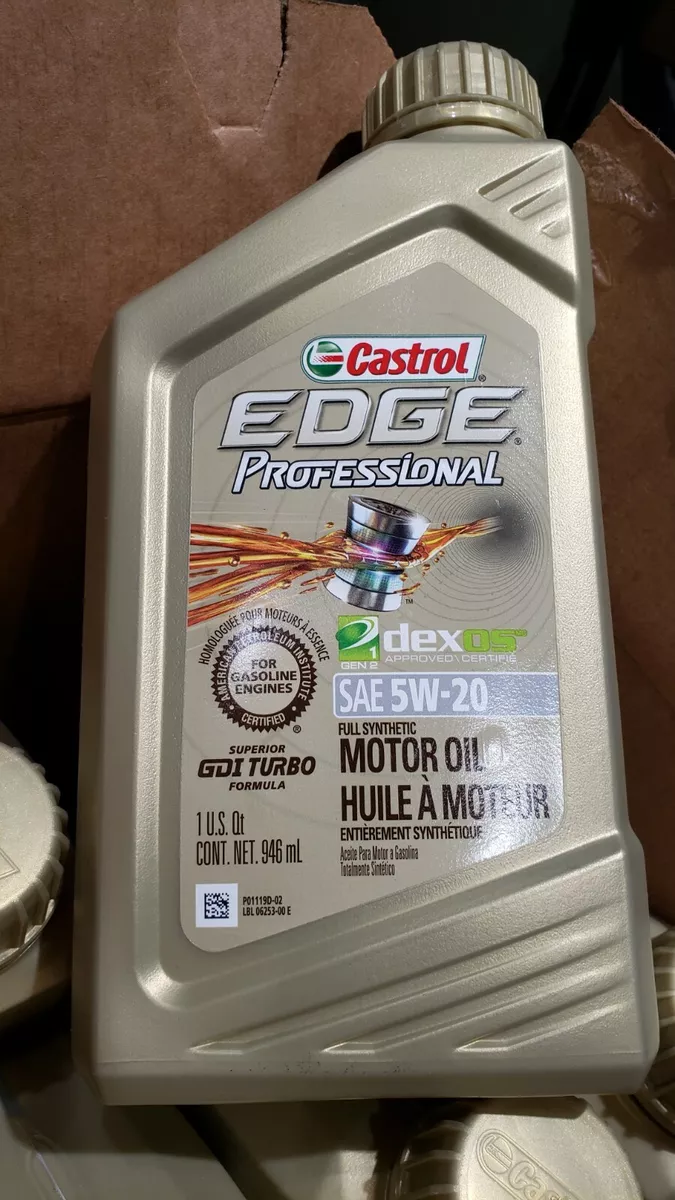 Castrol
EDGE
PROFESSIONAL
TM
HOMOLOGUÉE POUR MOTEURS À ESSENCE
AMERICAN PETROLEUM INSTITUTE
FOR
GASOLINE
ENGINES
CERTIFIED
®
1
GEN 2
dexos
APPROVED\CERTIFIÉ
SAE 5W-20
SUPERIOR
GDI TURBO
FORMULA
FULL SYNTHETIC
MOTOR OIL
HUILE À MOTEUR
ENTIÈREMENT SYNTHÉTIQUE
Aceite Para Motor a Gasolina
Totalmente Sintético
1 U.S. Qt
CONT. NET. 946 mL
P01119D-02
LBL 06253-00 E